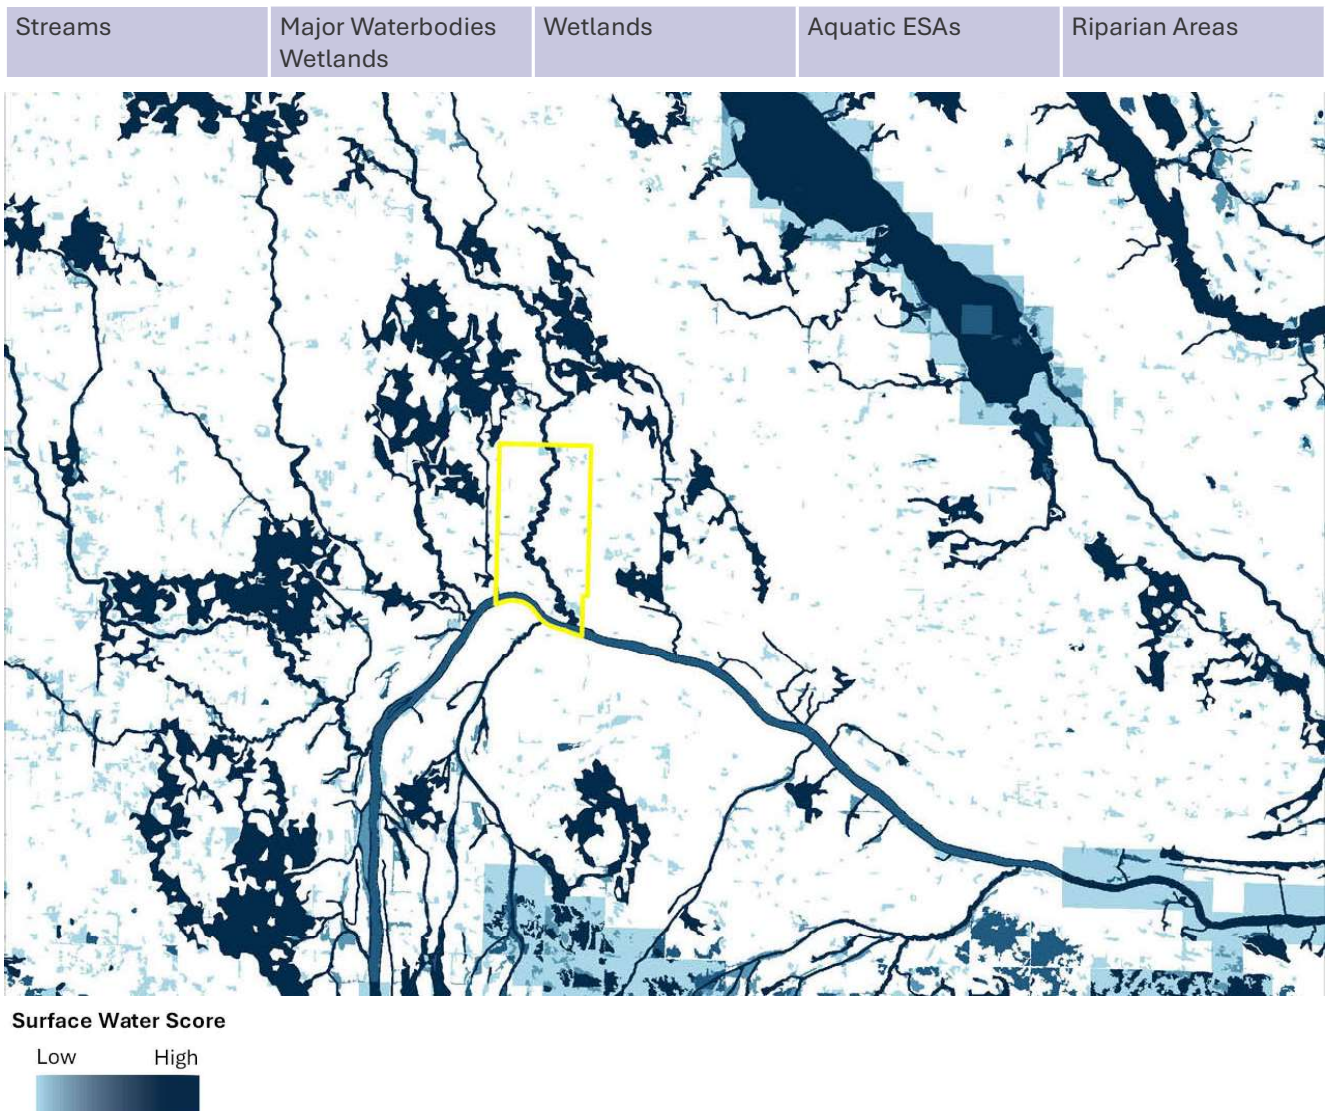 Streams
Major Waterbodies
Wetlands
Wetlands
Aquatic ESAs
Riparian Areas
Surface Water Score
Low High